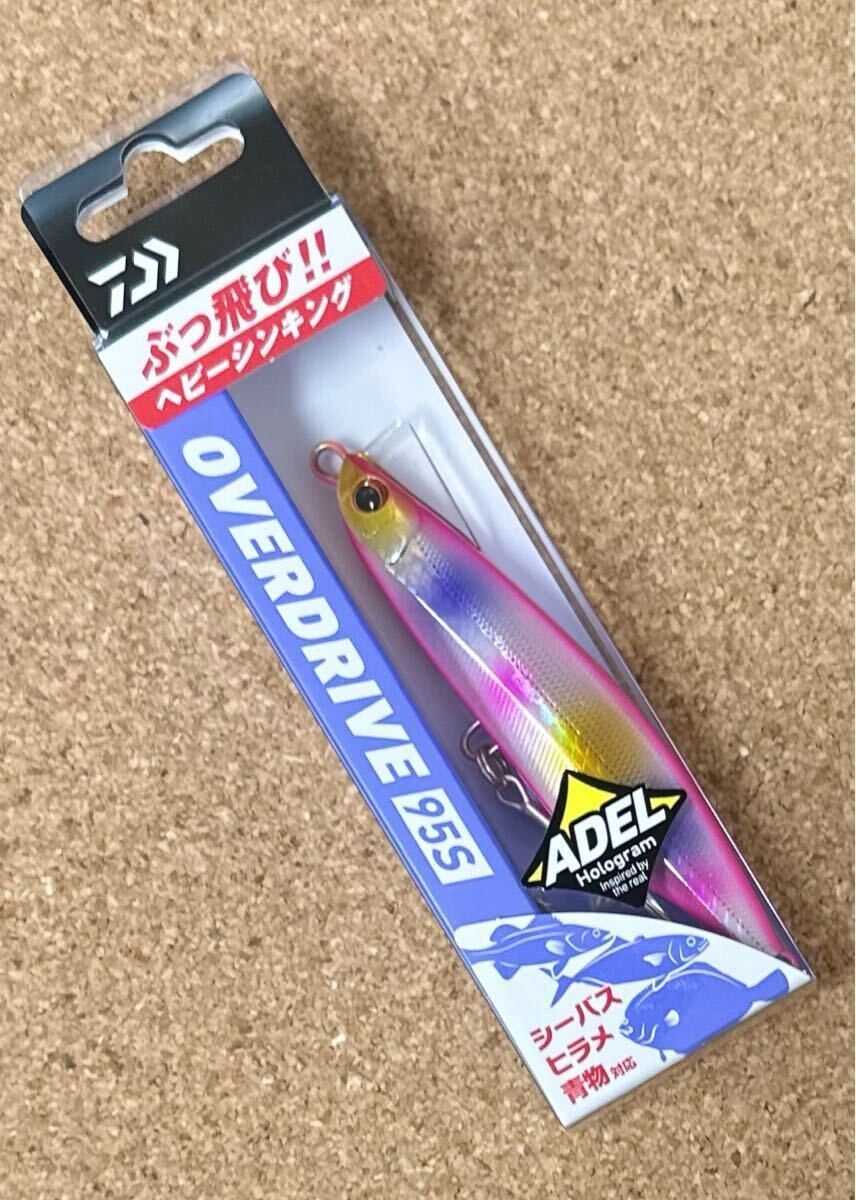 ぶっ飛び!!
ヘビーシンキング
OVERDRIVE 95S
ADEL
Hologram
Inspired by
the real
シーバス
ヒラメ
青物 対応